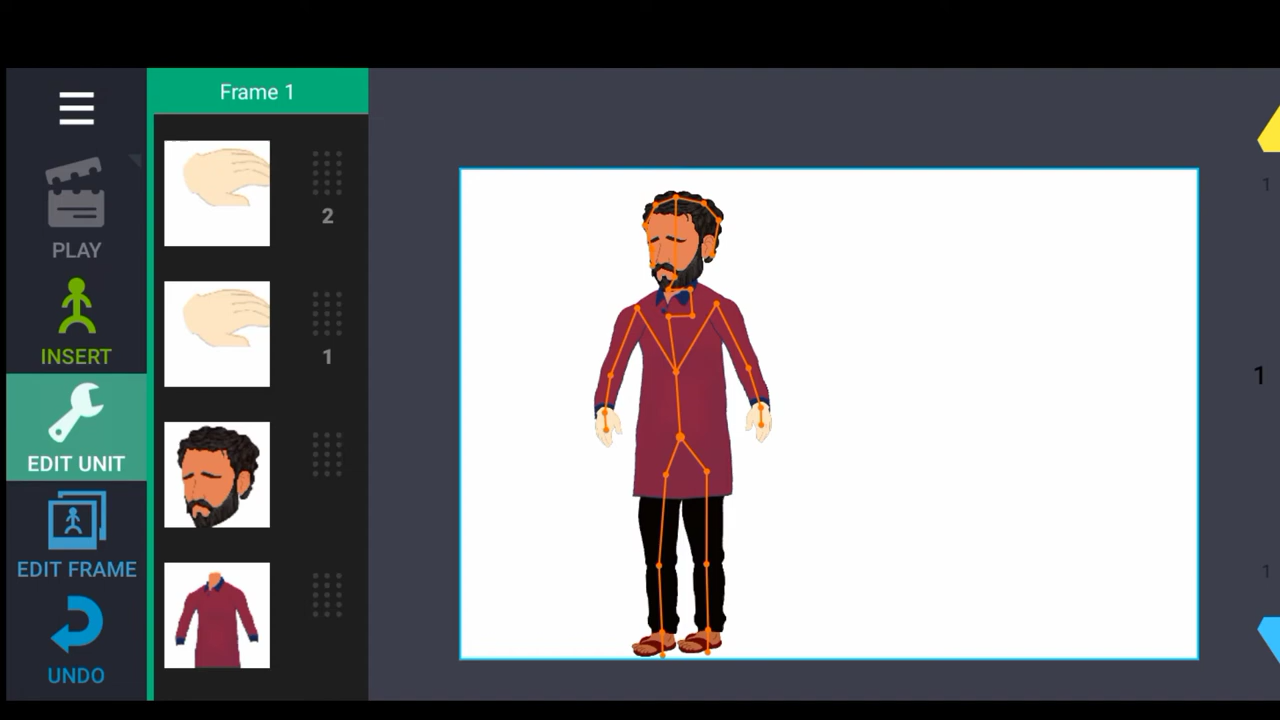 Frame 1
PLAY
2
INSERT
1
EDIT UNIT
EDIT FRAME
UNDO
1
1
1